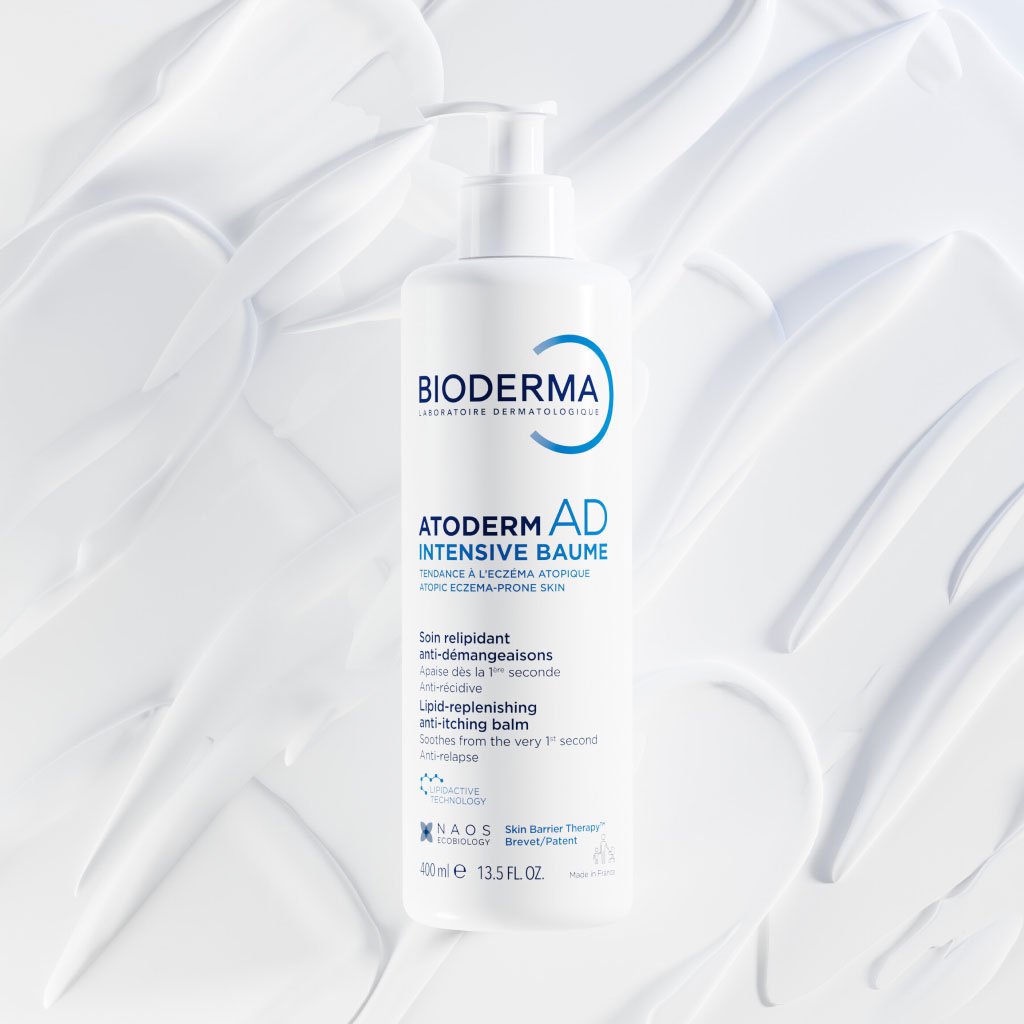 BIODERMA
LABORATOIRE DERMATOLOGIQUE
ATODERM AD
INTENSIVE BAUME
TENDANCE À L'ECZÉMA ATOPIQUE
ATOPIC ECZEMA-PRONE SKIN
Soin relipidant
anti-démangeaisons
Apaise dès la 1ère seconde
Anti-récidive
Lipid-replenishing
anti-itching balm
Soothes from the very 1st second
Anti-relapse
LIPIDACTIVE
TECHNOLOGY
NAOS
ECOBIOLOGY
Skin Barrier Therapy™
Brevet/Patent
400 ml ℮ 13.5 FL. OZ.
Made in France